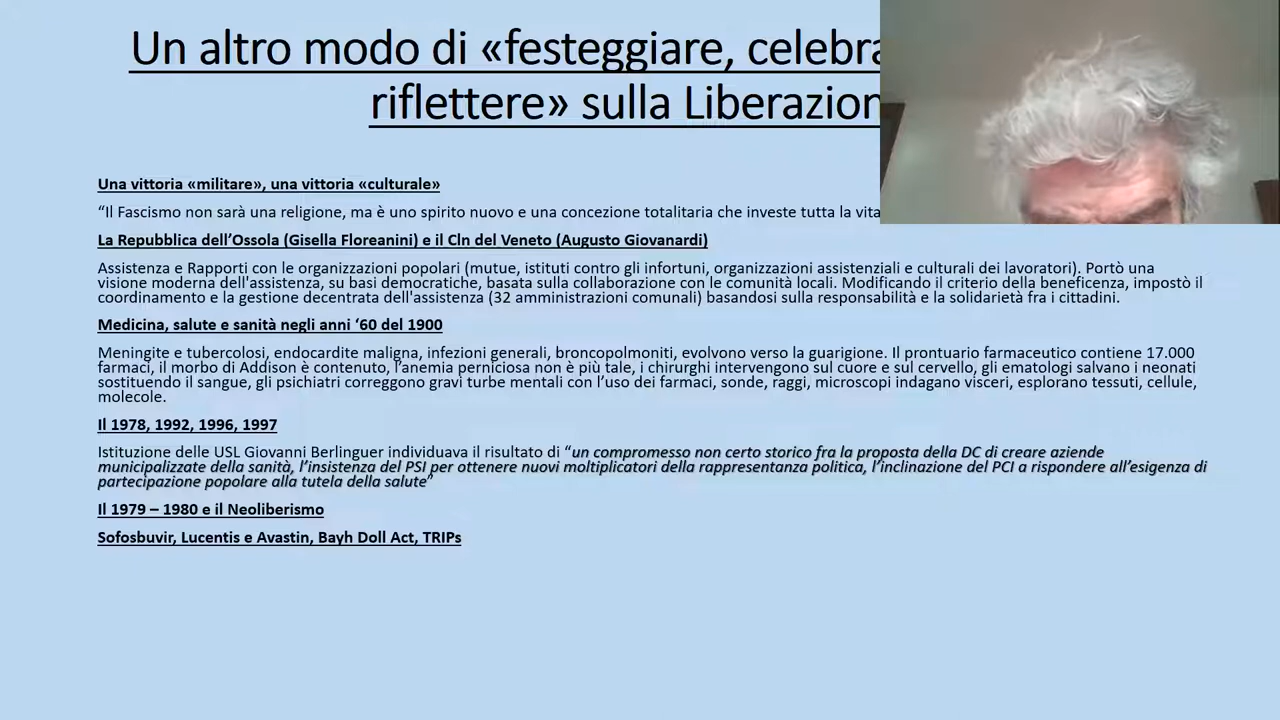 Un altro modo di «festeggiare, celebra
riflettere» sulla Liberazion
Una vittoria «militare», una vittoria «culturale»
“Il Fascismo non sarà una religione, ma è uno spirito nuovo e una concezione totalitaria che investe tutta la vita
La Repubblica dell’Ossola (Gisella Floreanini) e il Cln del Veneto (Augusto Giovanardi)
Assistenza e Rapporti con le organizzazioni popolari (mutue, istituti contro gli infortuni, organizzazioni assistenziali e culturali dei lavoratori). Portò una
visione moderna dell'assistenza, su basi democratiche, basata sulla collaborazione con le comunità locali. Modificando il criterio della beneficenza, impostò il
coordinamento e la gestione decentrata dell'assistenza (32 amministrazioni comunali) basandosi sulla responsabilità e la solidarietà fra i cittadini.
Medicina, salute e sanità negli anni ‘60 del 1900
Meningite e tubercolosi, endocardite maligna, infezioni generali, broncopolmoniti, evolvono verso la guarigione. Il prontuario farmaceutico contiene 17.000
farmaci, il morbo di Addison è contenuto, l’anemia perniciosa non è più tale, i chirurghi intervengono sul cuore e sul cervello, gli ematologi salvano i neonati
sostituendo il sangue, gli psichiatri correggono gravi turbe mentali con l’uso dei farmaci, sonde, raggi, microscopi indagano visceri, esplorano tessuti, cellule,
molecole.
Il 1978, 1992, 1996, 1997
Istituzione delle USL Giovanni Berlinguer individuava il risultato di “un compromesso non certo storico fra la proposta della DC di creare aziende
municipalizzate della sanità, l’insistenza del PSI per ottenere nuovi moltiplicatori della rappresentanza politica, l’inclinazione del PCI a rispondere all’esigenza di
partecipazione popolare alla tutela della salute”
Il 1979 – 1980 e il Neoliberismo
Sofosbuvir, Lucentis e Avastin, Bayh Doll Act, TRIPs